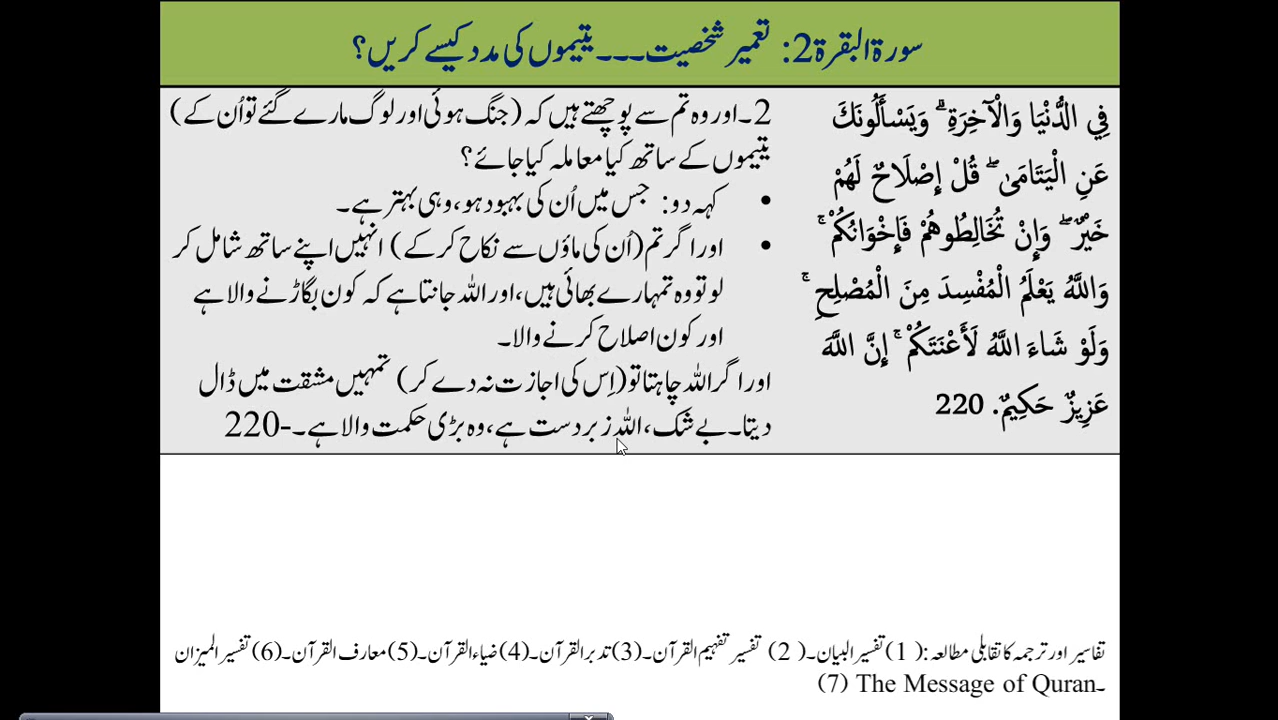 سورۃ البقرۃ 2: تعمیر شخصیت۔۔۔ یتیموں کی مدد کیسے کریں؟
فِي الدُّنْيَا وَالْآخِرَةِ ۗ وَيَسْأَلُونَكَ
عَنِ الْيَتَامَىٰ ۖ قُلْ إِصْلَاحٌ لَهُمْ
خَيْرٌ ۖ وَإِنْ تُخَالِطُوهُمْ فَإِخْوَانُكُمْ ۚ
وَاللَّهُ يَعْلَمُ الْمُفْسِدَ مِنَ الْمُصْلِحِ ۚ
وَلَوْ شَاءَ اللَّهُ لَأَعْنَتَكُمْ ۚ إِنَّ اللَّهَ
عَزِيزٌ حَكِيمٌ. 220
2۔ اور وہ تم سے پوچھتے ہیں کہ (جنگ ہوئی اور لوگ مارے گئے تو اُن کے)
یتیموں کے ساتھ کیا معاملہ کیا جائے؟
• کہہ دو: جس میں اُن کی بہبود ہو، وہی بہتر ہے۔
• اور اگر تم (اُن کی ماؤں سے نکاح کر کے) انہیں اپنے ساتھ شامل کر
لو تو وہ تمہارے بھائی ہیں، اور اللہ جانتا ہے کہ کون بگاڑنے والا ہے
اور کون اصلاح کرنے والا۔
اور اگر اللہ چاہتا تو (اِس کی اجازت نہ دے کر) تمہیں مشقت میں ڈال
دیتا۔ بے شک، اللہ زبردست ہے، وہ بڑی حکمت والا ہے۔ -220
تفاسیر اور ترجمہ کا تقابلی مطالعہ: (1) تفسیر البیان۔ (2) تفسیر تفہیم القرآن۔ (3) تدبر القرآن۔ (4) ضیاء القرآن۔ (5) معارف القرآن۔ (6) تفسیر المیزان
۔ (7) The Message of Quran